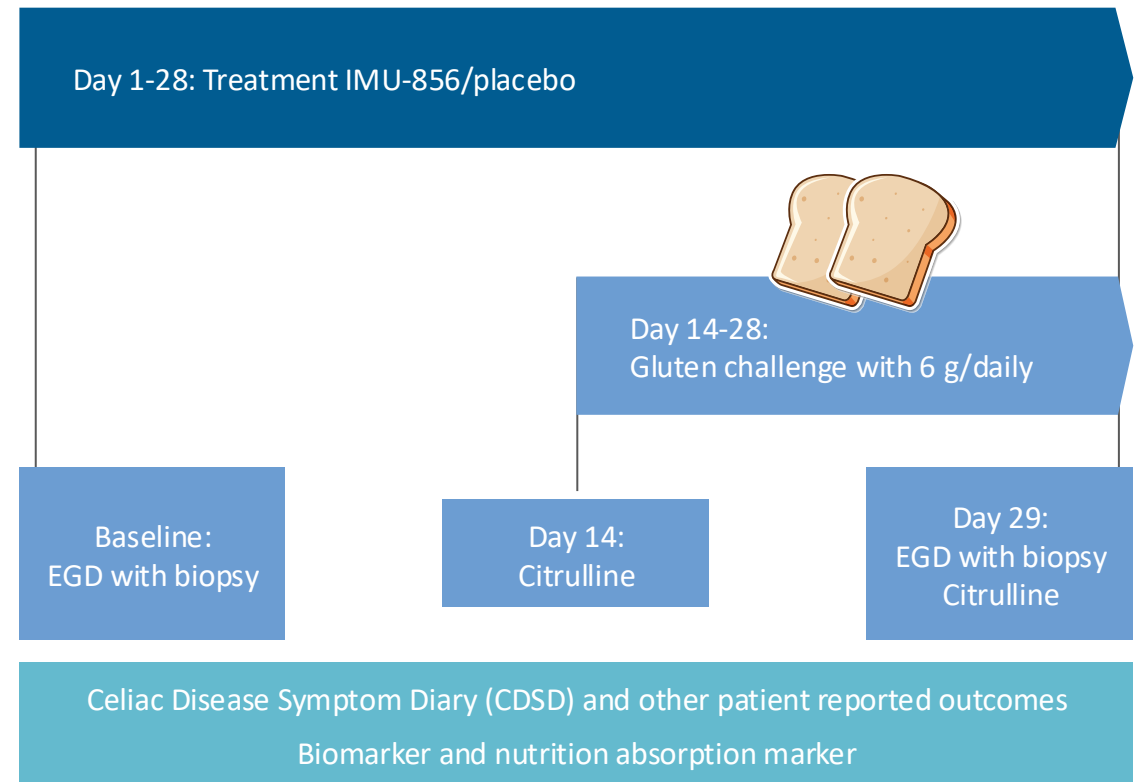 Day 1-28: Treatment IMU-856/placebo
Day 14-28:
Gluten challenge with 6 g/daily
Baseline:
EGD with biopsy
Day 14:
Citrulline
Day 29:
EGD with biopsy
Citrulline
Celiac Disease Symptom Diary (CDSD) and other patient reported outcomes
Biomarker and nutrition absorption marker